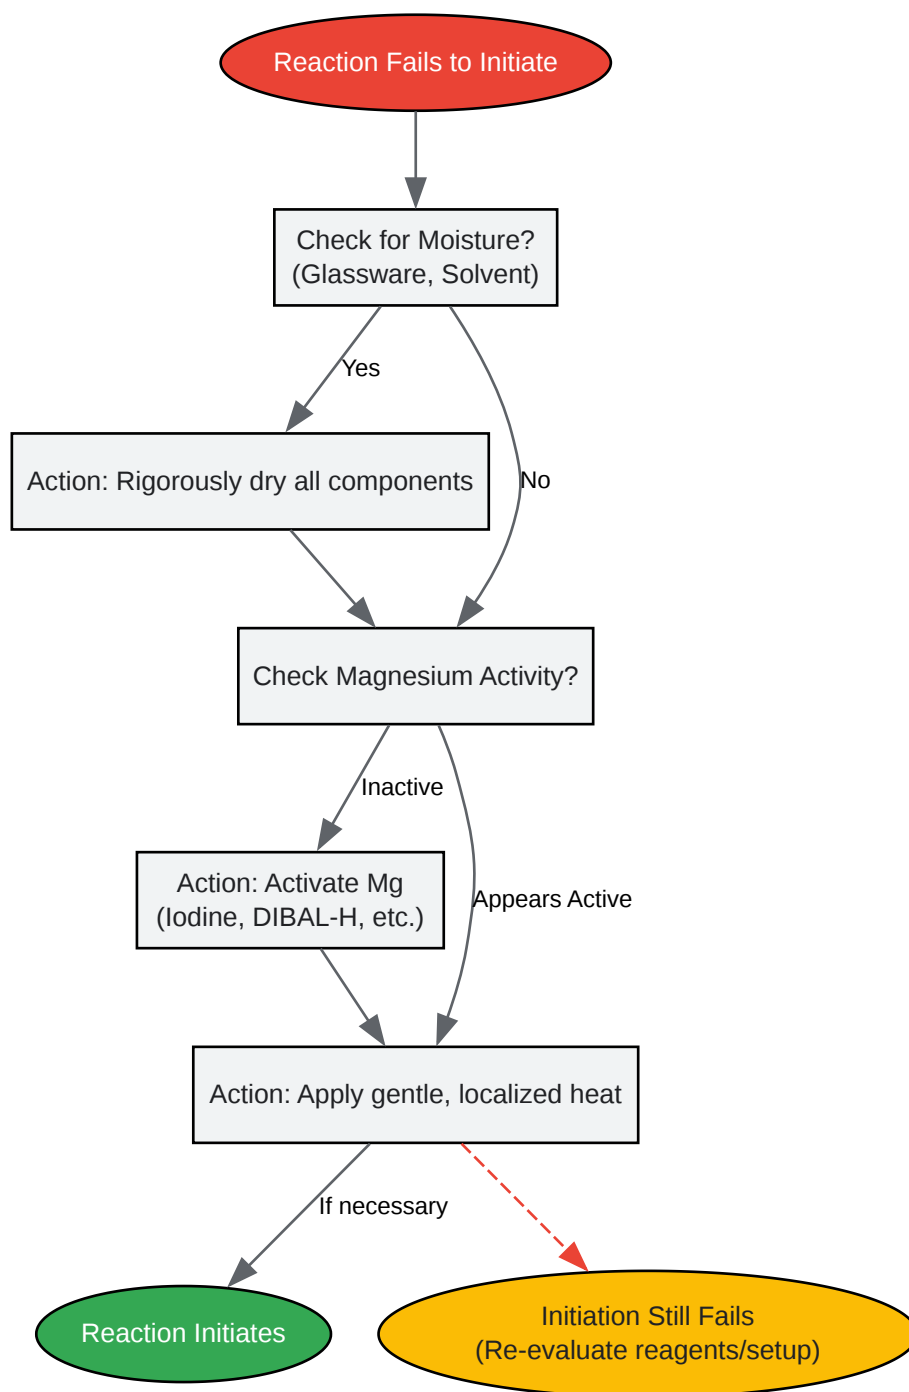 Reaction Fails to Initiate
Check for Moisture?
(Glassware, Solvent)
Yes
Action: Rigorously dry all components
No
Check Magnesium Activity?
Inactive
Action: Activate Mg
(Iodine, DIBAL-H, etc.)
Appears Active
Action: Apply gentle, localized heat
If necessary
Reaction Initiates
Initiation Still Fails
(Re-evaluate reagents/setup)